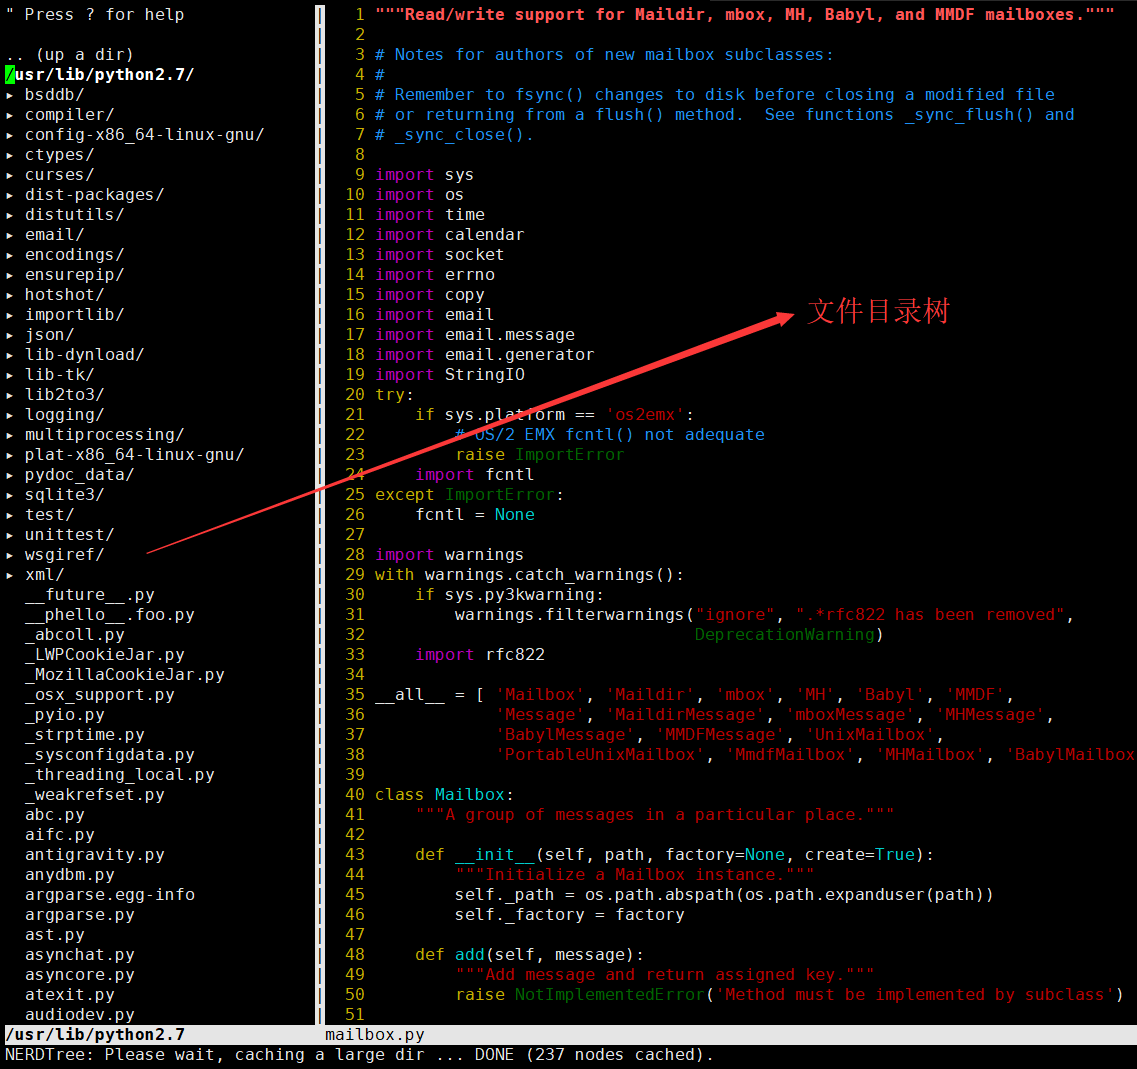 " Press ? for help

.. (up a dir)
/usr/lib/python2.7/
▸ bsddb/
▸ compiler/
▸ config-x86_64-linux-gnu/
▸ ctypes/
▸ curses/
▸ dist-packages/
▸ distutils/
▸ email/
▸ encodings/
▸ ensurepip/
▸ hotshot/
▸ importlib/
▸ json/
▸ lib-dynload/
▸ lib-tk/
▸ lib2to3/
▸ logging/
▸ multiprocessing/
▸ plat-x86_64-linux-gnu/
▸ pydoc_data/
▸ sqlite3/
▸ test/
▸ unittest/
▸ wsgiref/
▸ xml/
__future__.py
__phello__.foo.py
_abcoll.py
_LWPCookieJar.py
_MozillaCookieJar.py
_osx_support.py
_pyio.py
_strptime.py
_sysconfigdata.py
_threading_local.py
_weakrefset.py
abc.py
aifc.py
antigravity.py
anydbm.py
argparse.egg-info
argparse.py
ast.py
asynchat.py
asyncore.py
atexit.py
audiodev.py
1 """Read/write support for Maildir, mbox, MH, Babyl, and MMDF mailboxes."""
2
3 # Notes for authors of new mailbox subclasses:
4 #
5 # Remember to fsync() changes to disk before closing a modified file
6 # or returning from a flush() method.  See functions _sync_flush() and
7 # _sync_close().
8
9 import sys
10 import os
11 import time
12 import calendar
13 import socket
14 import errno
15 import copy
16 import email
17 import email.message
18 import email.generator
19 import StringIO
20 try:
21     if sys.platform == 'os2emx':
22         # OS/2 EMX fcntl() not adequate
23         raise ImportError
24     import fcntl
25 except ImportError:
26     fcntl = None
27
28 import warnings
29 with warnings.catch_warnings():
30     if sys.py3kwarning:
31         warnings.filterwarnings("ignore", ".*rfc822 has been removed",
32                                 DeprecationWarning)
33     import rfc822
34
35 __all__ = [ 'Mailbox', 'Maildir', 'mbox', 'MH', 'Babyl', 'MMDF',
36             'Message', 'MaildirMessage', 'mboxMessage', 'MHMessage',
37             'BabylMessage', 'MMDFMessage', 'UnixMailbox',
38             'PortableUnixMailbox', 'MmdfMailbox', 'MHMailbox', 'BabylMailbox
39
40 class Mailbox:
41     """A group of messages in a particular place."""
42
43     def __init__(self, path, factory=None, create=True):
44         """Initialize a Mailbox instance."""
45         self._path = os.path.abspath(os.path.expanduser(path))
46         self._factory = factory
47
48     def add(self, message):
49         """Add message and return assigned key."""
50         raise NotImplementedError('Method must be implemented by subclass')
51
文件目录树
/usr/lib/python2.7 mailbox.py
NERDTree: Please wait, caching a large dir ... DONE (237 nodes cached).